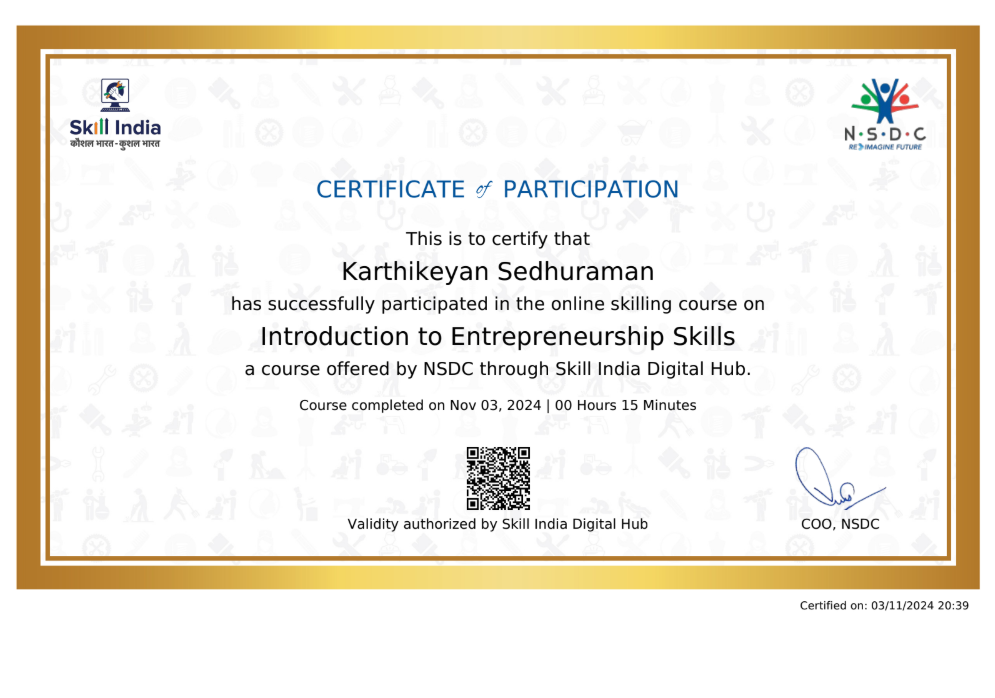 Skill India
कौशल भारत-कुशल भारत
N·S·D·C
RE IMAGINE FUTURE
CERTIFICATE of PARTICIPATION
This is to certify that
Karthikeyan Sedhuraman
has successfully participated in the online skilling course on
Introduction to Entrepreneurship Skills
a course offered by NSDC through Skill India Digital Hub.
Course completed on Nov 03, 2024 | 00 Hours 15 Minutes
Validity authorized by Skill India Digital Hub
COO, NSDC
Certified on: 03/11/2024 20:39